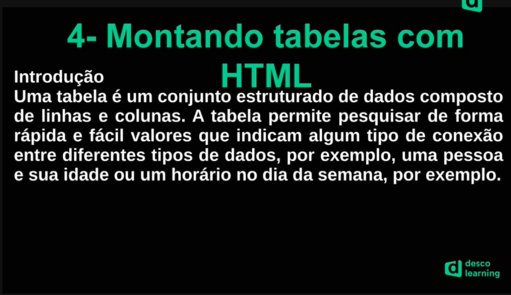 4- Montando tabelas com
HTML
Introdução
Uma tabela é um conjunto estruturado de dados composto
de linhas e colunas. A tabela permite pesquisar de forma
rápida e fácil valores que indicam algum tipo de conexão
entre diferentes tipos de dados, por exemplo, uma pessoa
e sua idade ou um horário no dia da semana, por exemplo.
desco
learning